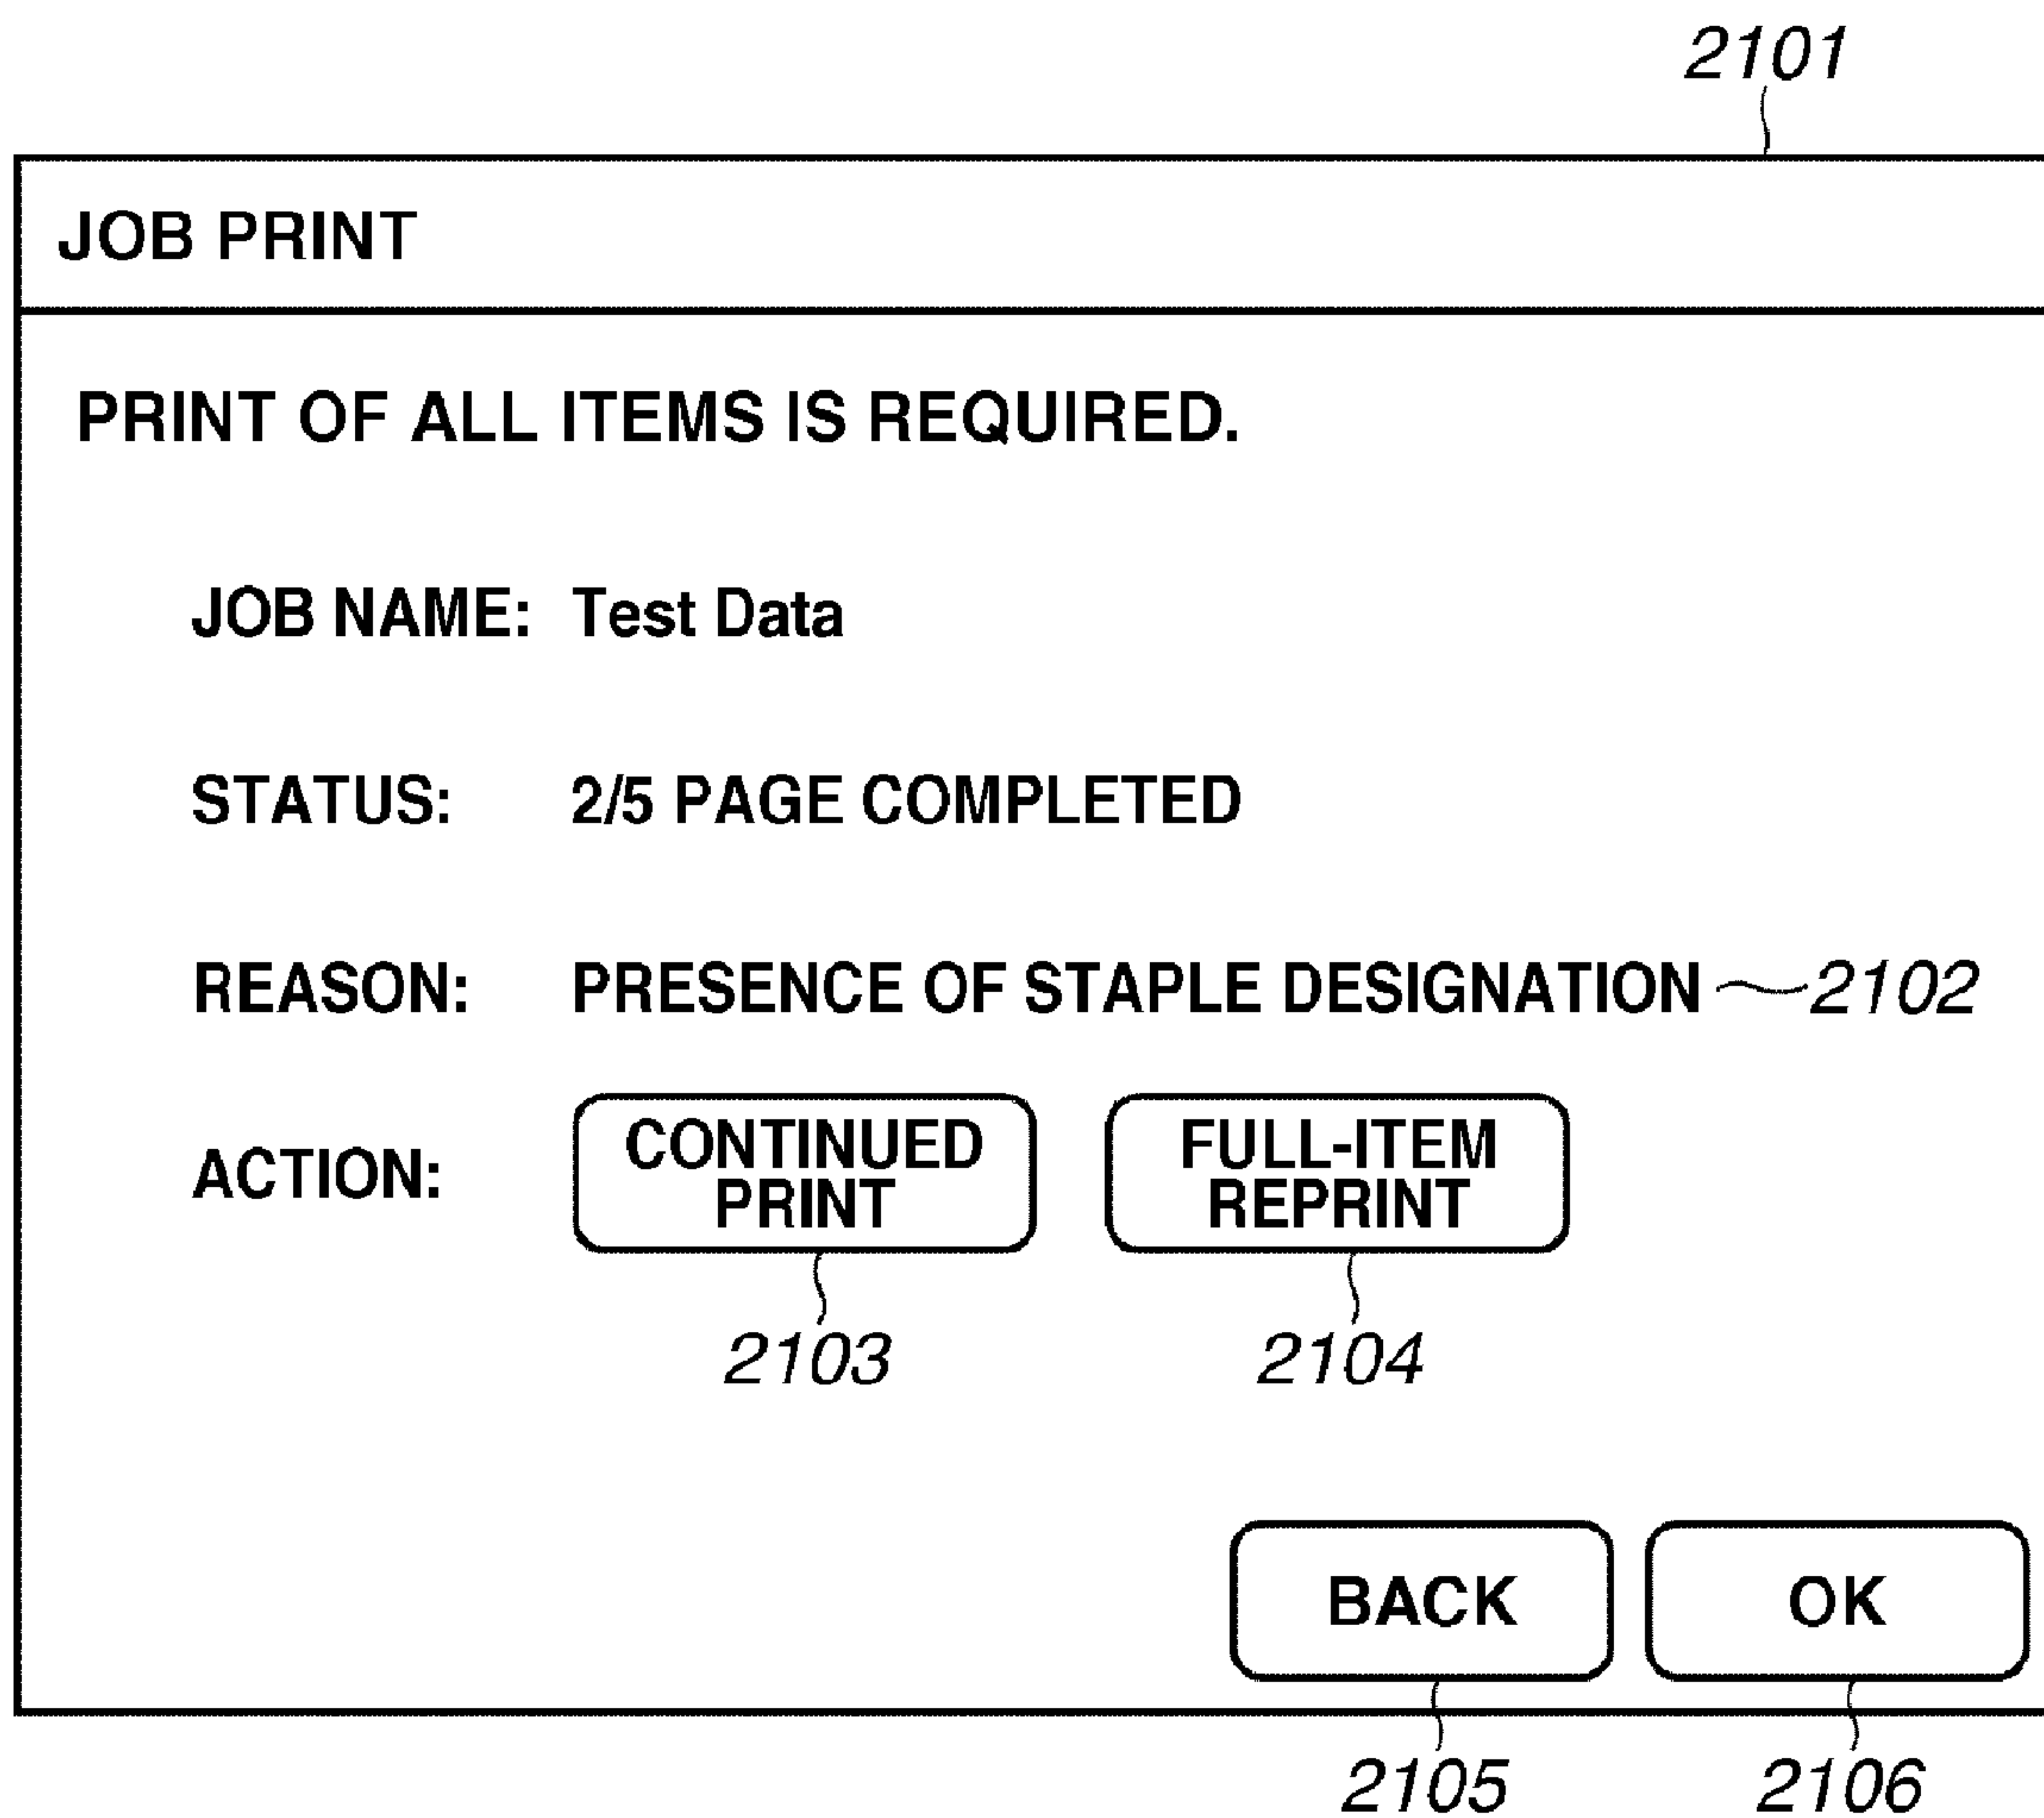 2101
JOB PRINT
PRINT OF ALL ITEMS IS REQUIRED.
JOB NAME: Test Data
STATUS: 2/5 PAGE COMPLETED
REASON: PRESENCE OF STAPLE DESIGNATION 2102
ACTION:
CONTINUED
PRINT
FULL-ITEM
REPRINT
2103 2104
BACK OK
2105 2106